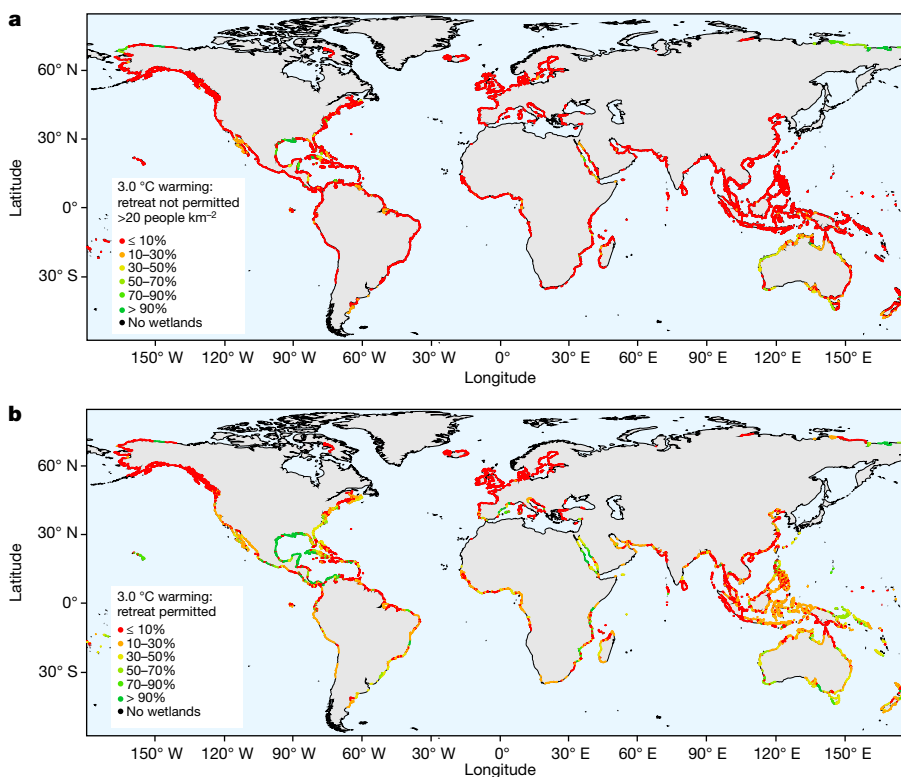 a
60° N
30° N
0°
30° S
Latitude
3.0 °C warming:
retreat not permitted
>20 people km⁻²
≤ 10%
10–30%
30–50%
50–70%
70–90%
> 90%
No wetlands
150° W 120° W 90° W 60° W 30° W 0° 30° E 60° E 90° E 120° E 150° E
Longitude
b
60° N
30° N
0°
30° S
Latitude
3.0 °C warming:
retreat permitted
≤ 10%
10–30%
30–50%
50–70%
70–90%
> 90%
No wetlands
150° W 120° W 90° W 60° W 30° W 0° 30° E 60° E 90° E 120° E 150° E
Longitude